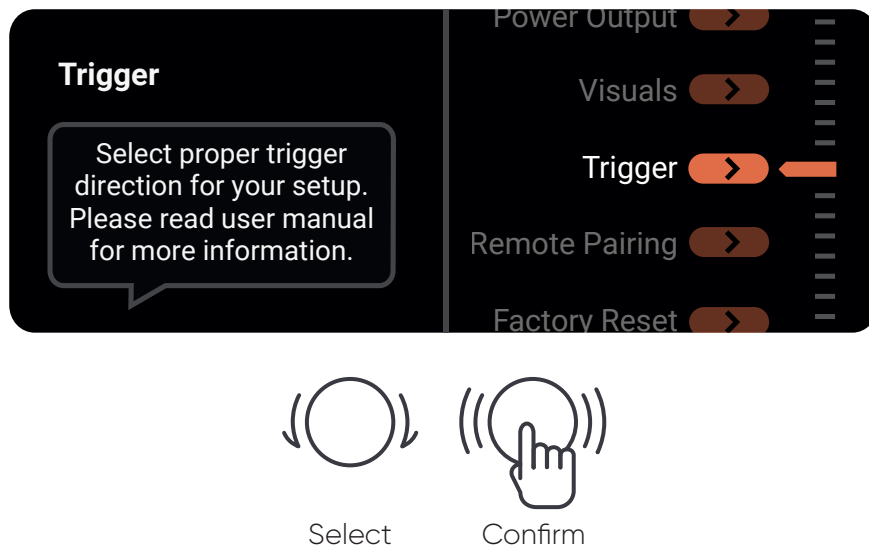 Trigger
Select proper trigger
direction for your setup.
Please read user manual
for more information.
Power Output
Visuals
Trigger
Remote Pairing
Factory Reset
Select
Confirm